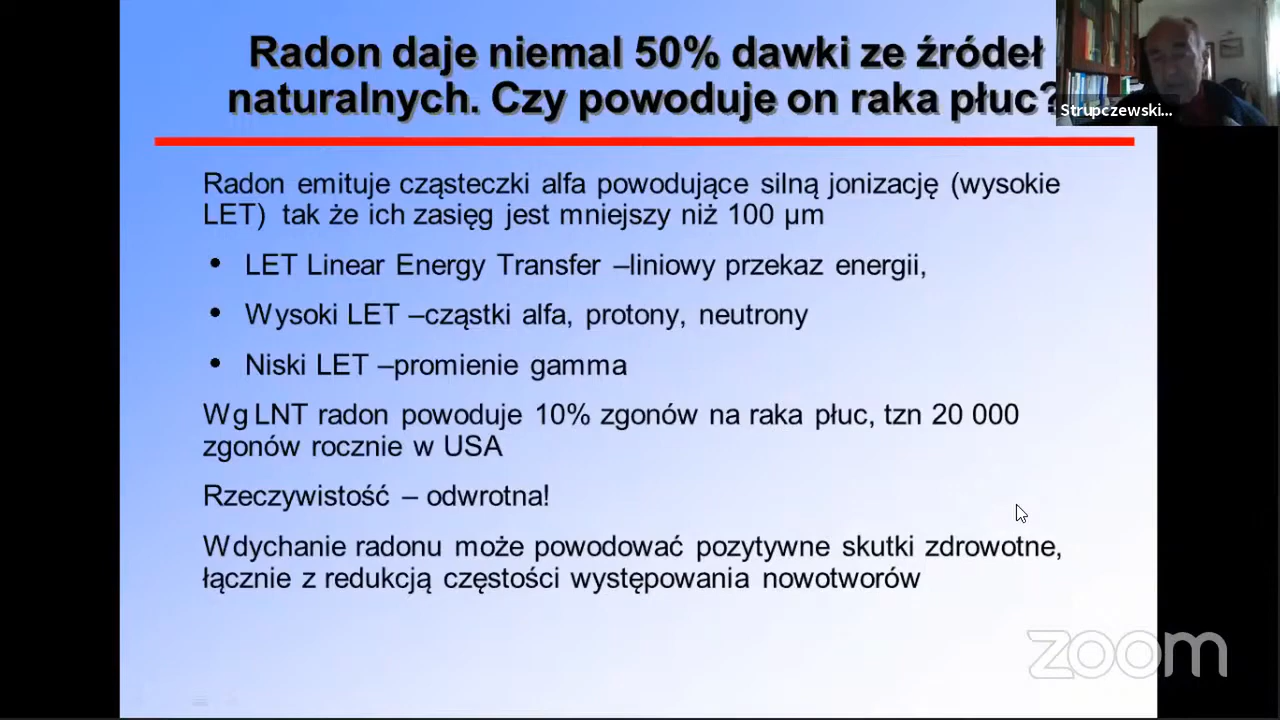 Radon daje niemal 50% dawki ze źródeł
naturalnych. Czy powoduje on raka płuc?
Strupczewski...
Radon emituje cząsteczki alfa powodujące silną jonizację (wysokie
LET) tak że ich zasięg jest mniejszy niż 100 µm
• LET Linear Energy Transfer –liniowy przekaz energii,
• Wysoki LET –cząstki alfa, protony, neutrony
• Niski LET –promienie gamma
Wg LNT radon powoduje 10% zgonów na raka płuc, tzn 20 000
zgonów rocznie w USA
Rzeczywistość – odwrotna!
Wdychanie radonu może powodować pozytywne skutki zdrowotne,
łącznie z redukcją częstości występowania nowotworów
zoom